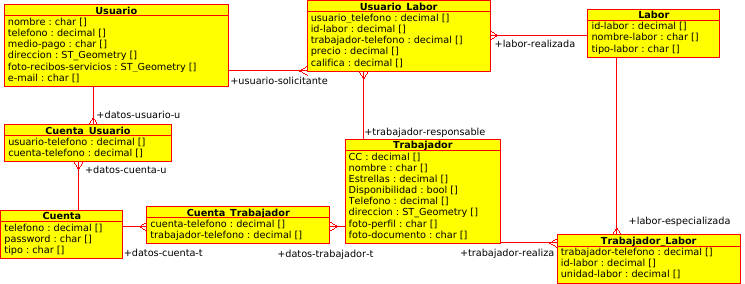 Usuario
nombre : char []
telefono : decimal []
medio-pago : char []
direccion : ST_Geometry []
foto-recibos-servicios : ST_Geometry []
e-mail : char []
Usuario_Labor
usuario_telefono : decimal []
id-labor : decimal []
trabajador-telefono : decimal []
precio : decimal []
califica : decimal []
Labor
id-labor : decimal []
nombre-labor : char []
tipo-labor : char []
+labor-realizada
+usuario-solicitante
+datos-usuario-u
Cuenta_Usuario
usuario-telefono : decimal []
cuenta-telefono : decimal []
+datos-cuenta-u
+trabajador-responsable
Trabajador
CC : decimal []
nombre : char []
Estrellas : decimal []
Disponibilidad : bool []
Telefono : decimal []
direccion : ST_Geometry []
foto-perfil : char []
foto-documento : char []
Cuenta
telefono : decimal []
password : char []
tipo : char []
Cuenta_Trabajador
cuenta-telefono : decimal []
trabajador-telefono : decimal []
+datos-cuenta-t
+datos-trabajador-t
+trabajador-realiza
+labor-especializada
Trabajador_Labor
trabajador-telefono : decimal []
id-labor : decimal []
unidad-labor : decimal []